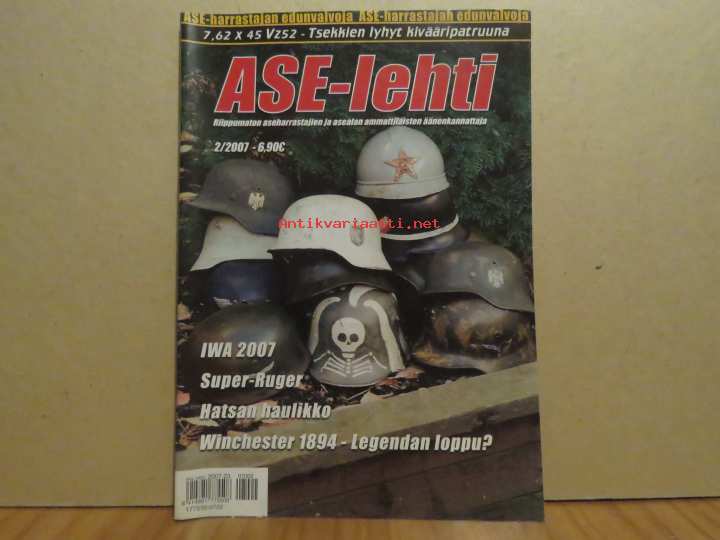 ASE-harrastajan edunvalvoja ASE-harrastajan edunvalvoja
7,62 X 45 VZ52 - Tsekkien lyhyt kivääripatruuna
ASE-lehti
Riippumaton aseharrastajien ja asealan ammattilaisten äänenkannattaja
2/2007 - 6,90€
Antikvariaatti.net
IWA 2007
Super-Ruger
Hatsan haulikko
Winchester 1894 - Legendan loppu?